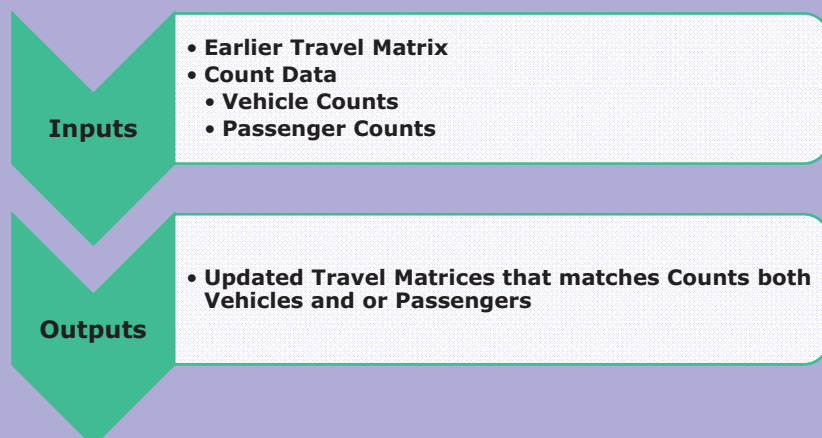 Inputs
• Earlier Travel Matrix
• Count Data
• Vehicle Counts
• Passenger Counts
Outputs
• Updated Travel Matrices that matches Counts both
Vehicles and or Passengers